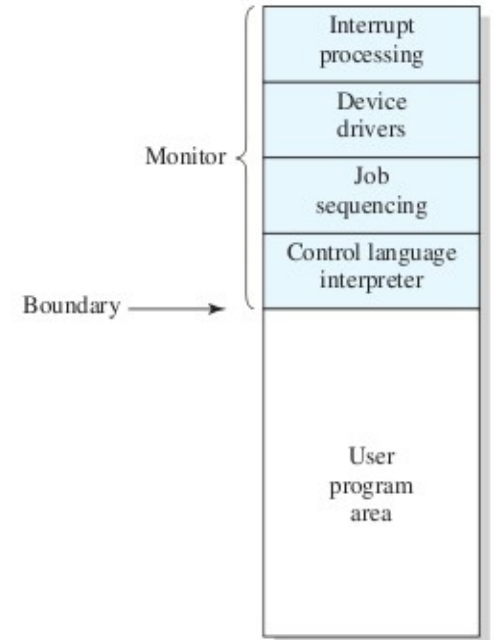 Interrupt
processing
Device
drivers
Monitor
Job
sequencing
Control language
interpreter
Boundary
User
program
area